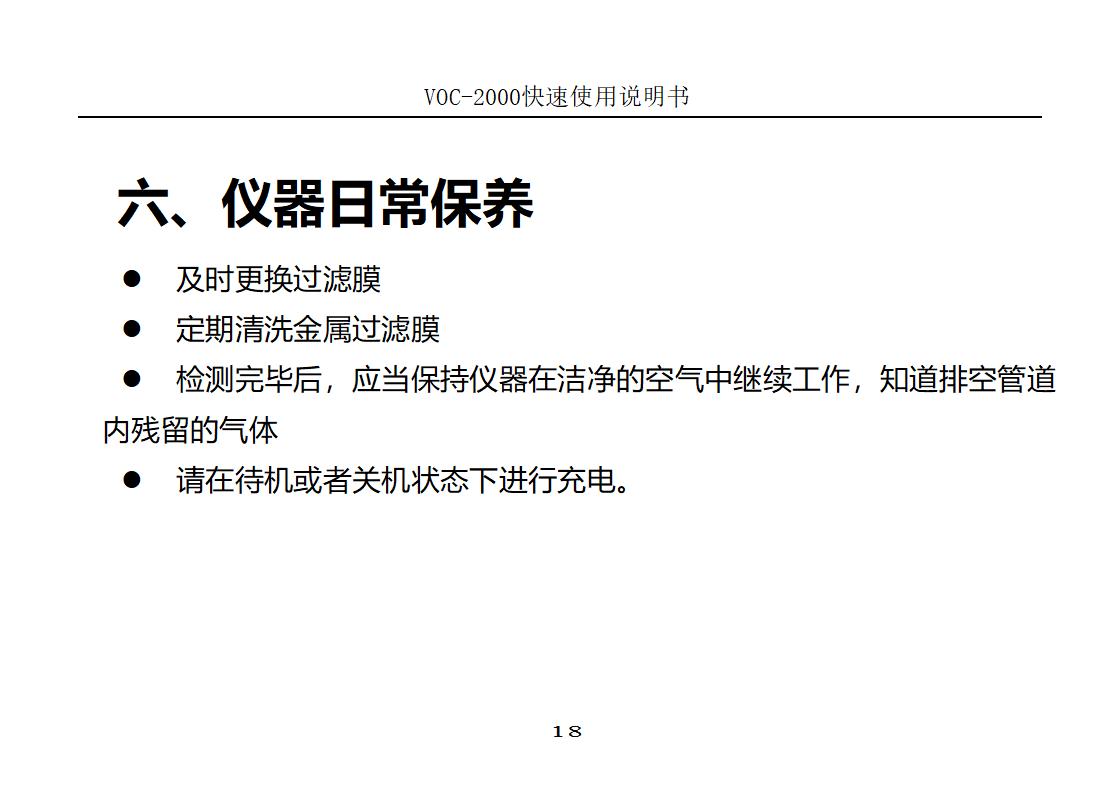 VOC-2000快速使用说明书
六、仪器日常保养
● 及时更换过滤膜
● 定期清洗金属过滤膜
● 检测完毕后，应当保持仪器在洁净的空气中继续工作，知道排空管道
内残留的气体
● 请在待机或者关机状态下进行充电。
18